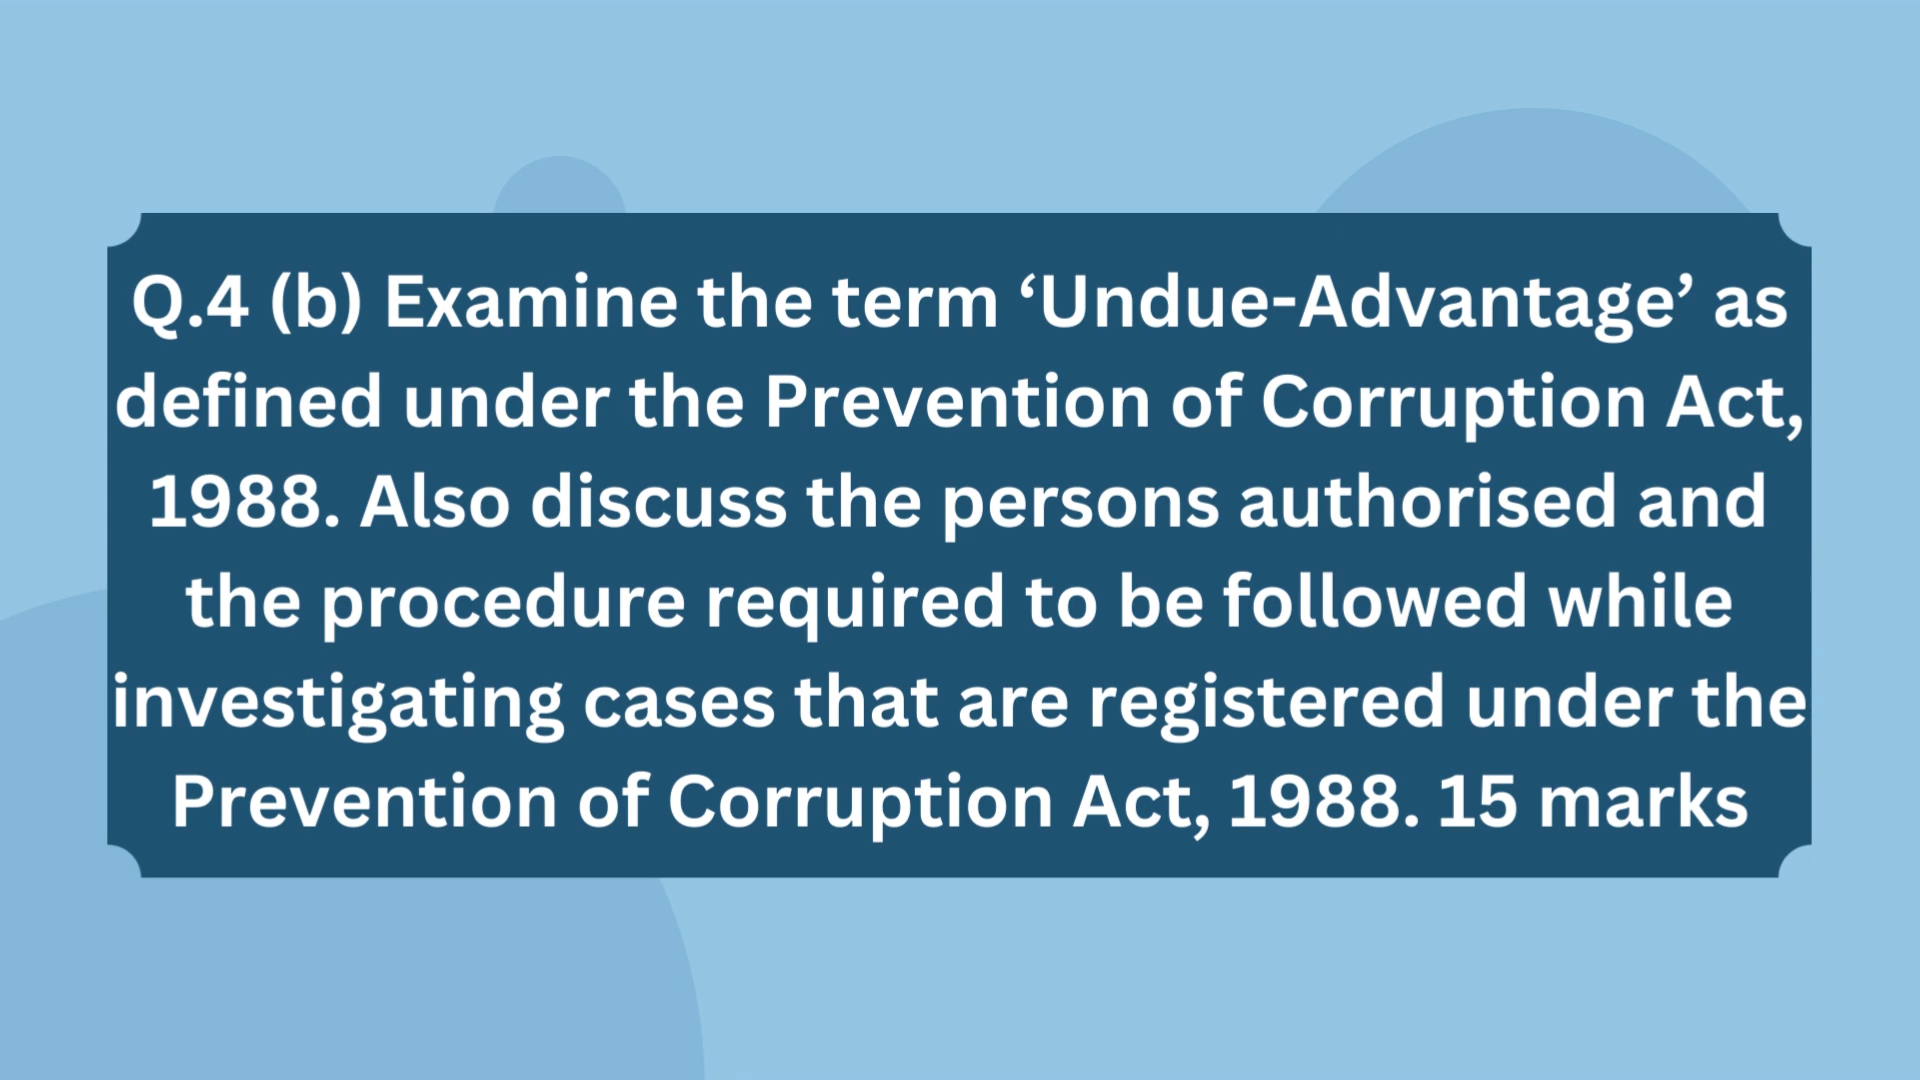 Q.4 (b) Examine the term ‘Undue-Advantage’ as
defined under the Prevention of Corruption Act,
1988. Also discuss the persons authorised and
the procedure required to be followed while
investigating cases that are registered under the
Prevention of Corruption Act, 1988. 15 marks